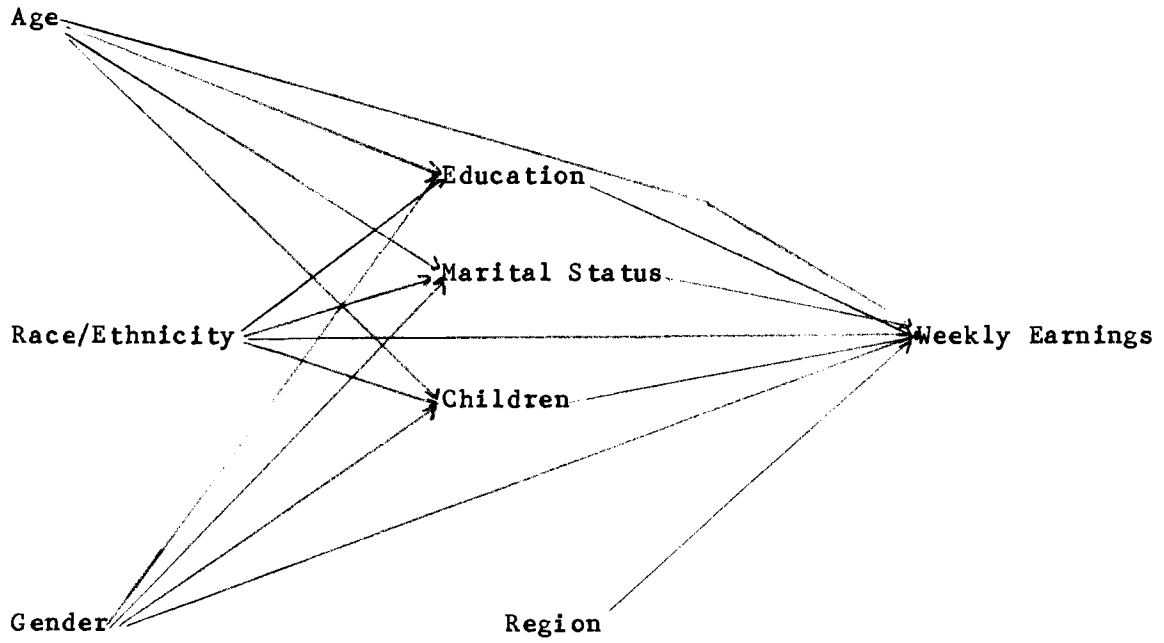 Age
Education
Marital Status
Race/Ethnicity
Weekly Earnings
Children
Gender
Region